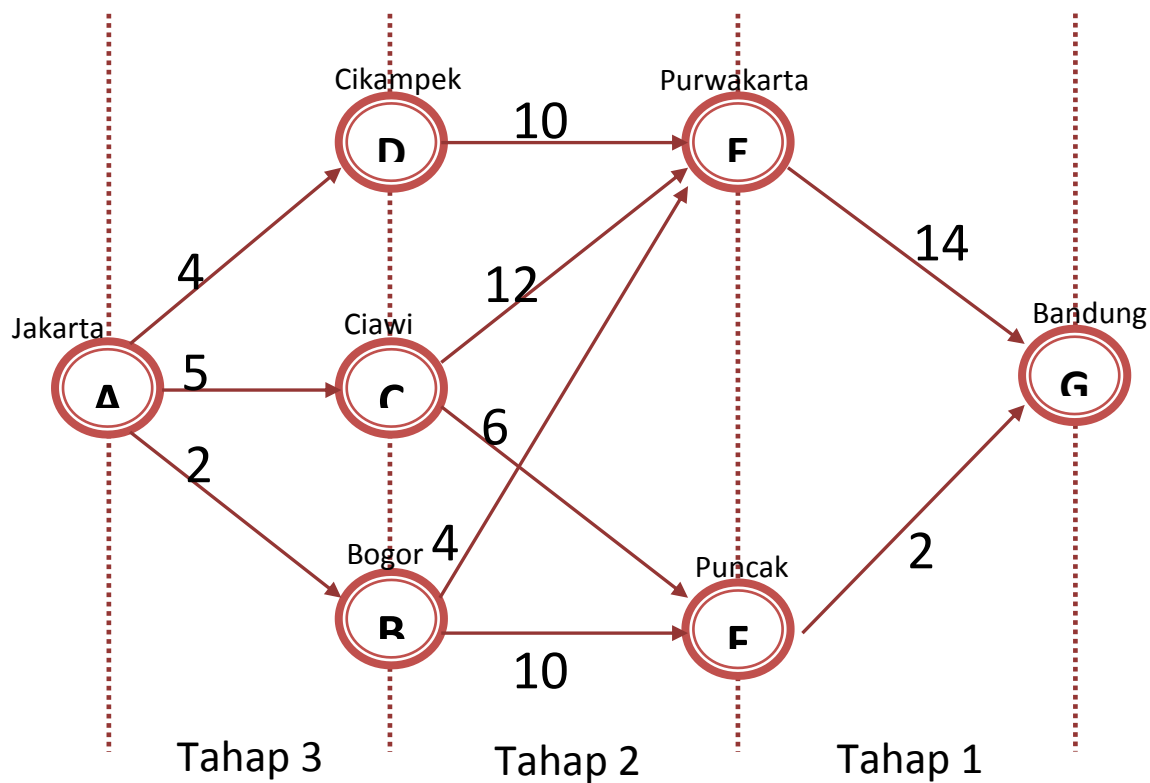 Cikampek
Purwakarta
D
10
4
12
14
Jakarta
Ciawi
Bandung
A
5
C
G
6
2
Bogor
4
Puncak
2
B
10
Tahap 3
Tahap 2
Tahap 1